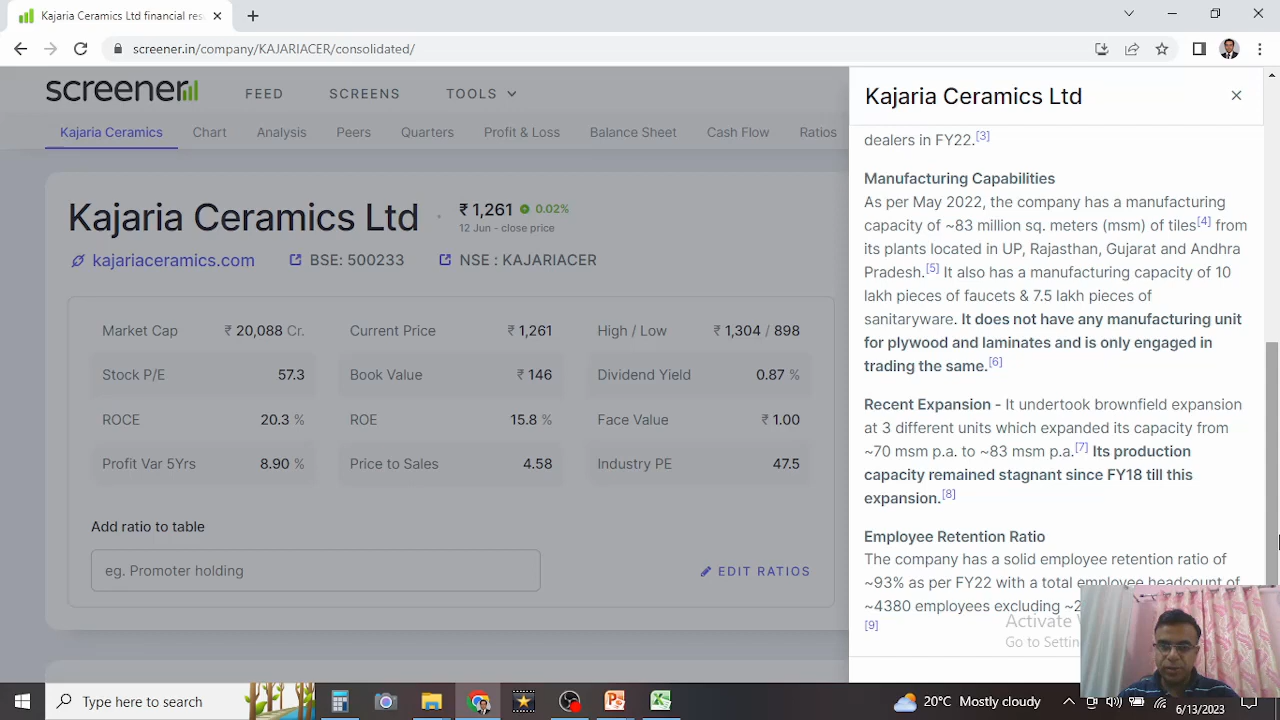 Kajaria Ceramics Ltd financial res
screener.in/company/KAJARIACER/consolidated/
screener
FEED
SCREENS
TOOLS
Kajaria Ceramics
Chart
Analysis
Peers
Quarters
Profit & Loss
Balance Sheet
Cash Flow
Ratios
Kajaria Ceramics Ltd
₹ 1,261 0.02%
12 Jun - close price
kajariaceramics.com
BSE: 500233
NSE : KAJARIACER
Market Cap ₹ 20,088 Cr.
Current Price ₹ 1,261
High / Low ₹ 1,304 / 898
Stock P/E 57.3
Book Value ₹ 146
Dividend Yield 0.87 %
ROCE 20.3 %
ROE 15.8 %
Face Value ₹ 1.00
Profit Var 5Yrs 8.90 %
Price to Sales 4.58
Industry PE 47.5
Add ratio to table
eg. Promoter holding
EDIT RATIOS
Kajaria Ceramics Ltd
dealers in FY22.[3]
Manufacturing Capabilities
As per May 2022, the company has a manufacturing
capacity of ~83 million sq. meters (msm) of tiles[4] from
its plants located in UP, Rajasthan, Gujarat and Andhra
Pradesh.[5] It also has a manufacturing capacity of 10
lakh pieces of faucets & 7.5 lakh pieces of
sanitaryware. It does not have any manufacturing unit
for plywood and laminates and is only engaged in
trading the same.[6]
Recent Expansion - It undertook brownfield expansion
at 3 different units which expanded its capacity from
~70 msm p.a. to ~83 msm p.a.[7] Its production
capacity remained stagnant since FY18 till this
expansion.[8]
Employee Retention Ratio
The company has a solid employee retention ratio of
~93% as per FY22 with a total employee headcount of
~4380 employees excluding
[9]
Activate
Go to
Type here to search
20°C Mostly cloudy
6/13/2023